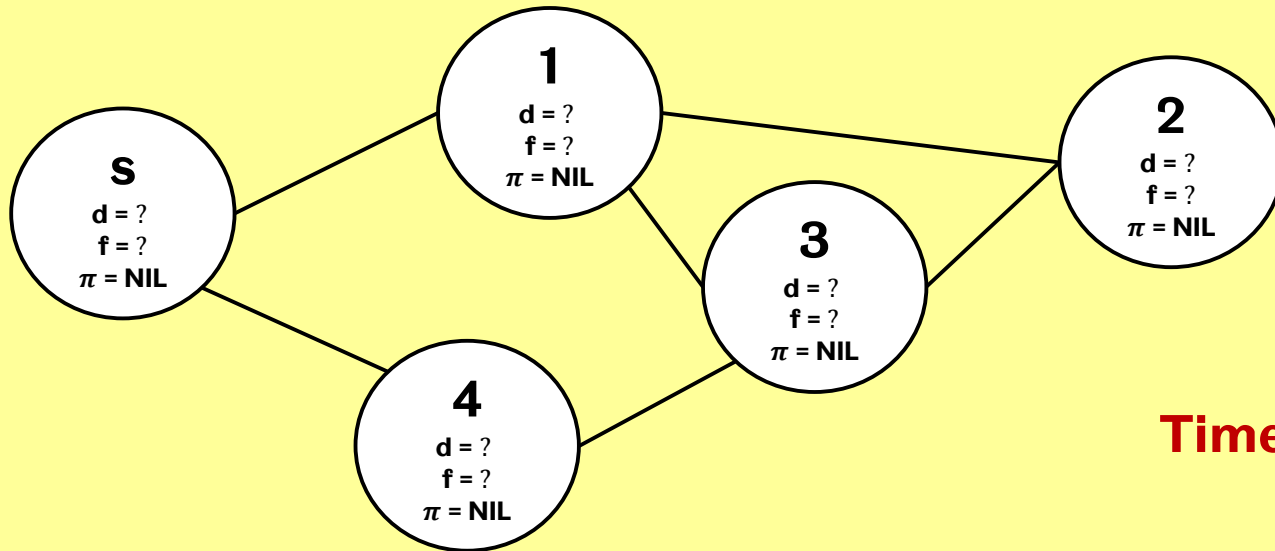 1
d = ?
f = ?
π = NIL
2
d = ?
f = ?
π = NIL
s
d = ?
f = ?
π = NIL
3
d = ?
f = ?
π = NIL
4
d = ?
f = ?
π = NIL
Time